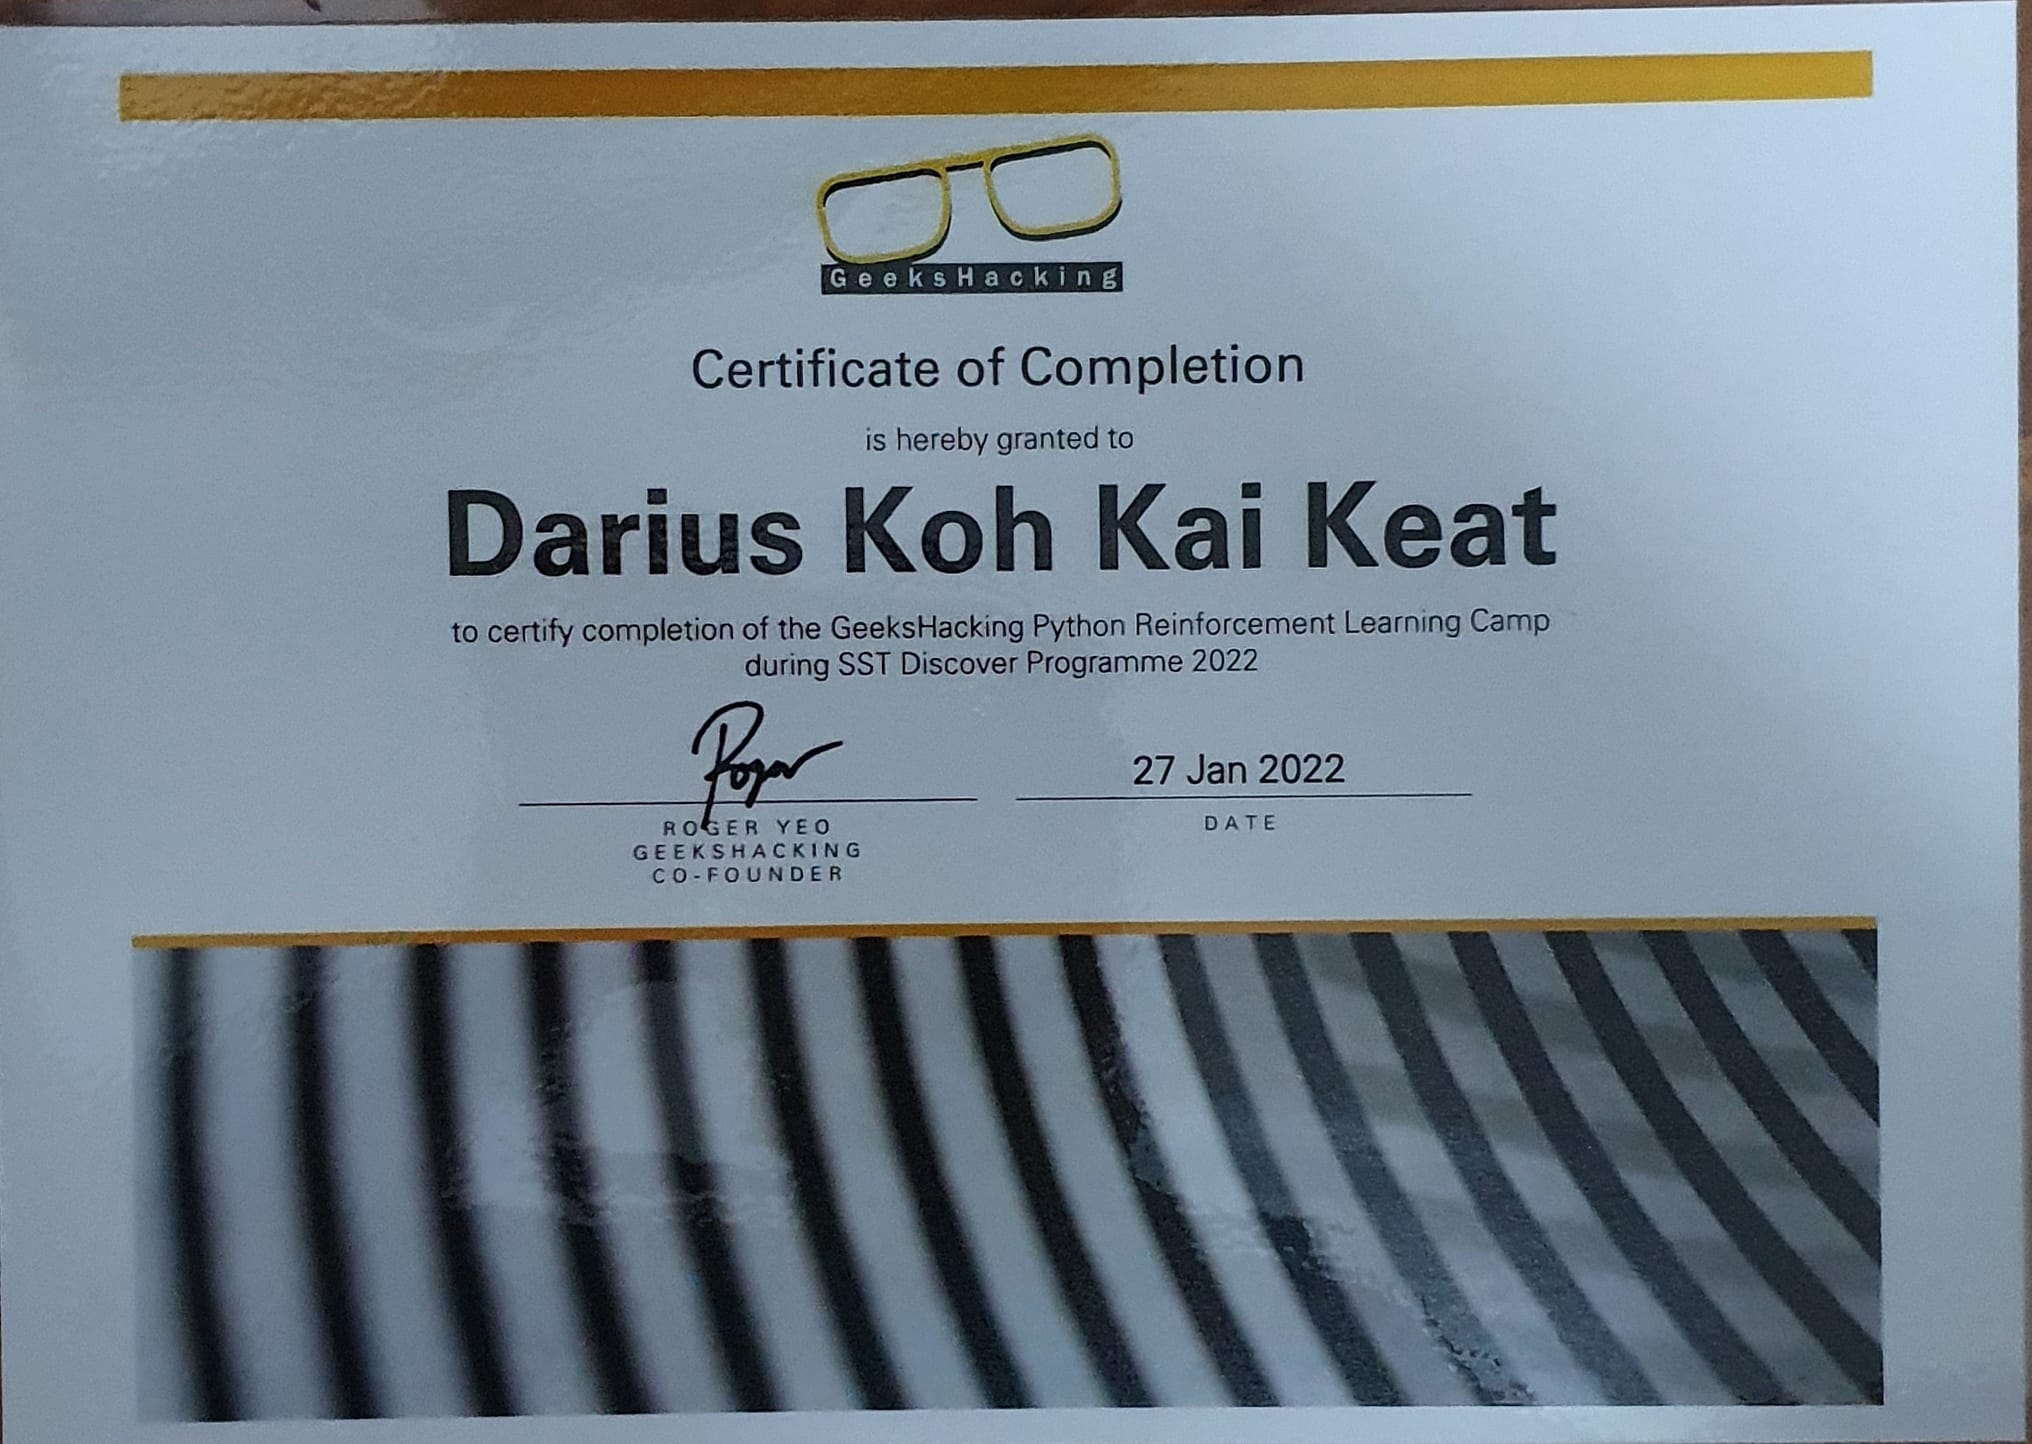 GeeksHacking
Certificate of Completion
is hereby granted to
Darius Koh Kai Keat
to certify completion of the GeeksHacking Python Reinforcement Learning Camp
during SST Discover Programme 2022
Roger
27 Jan 2022
ROGER YEO
DATE
GEEKSHACKING
CO-FOUNDER